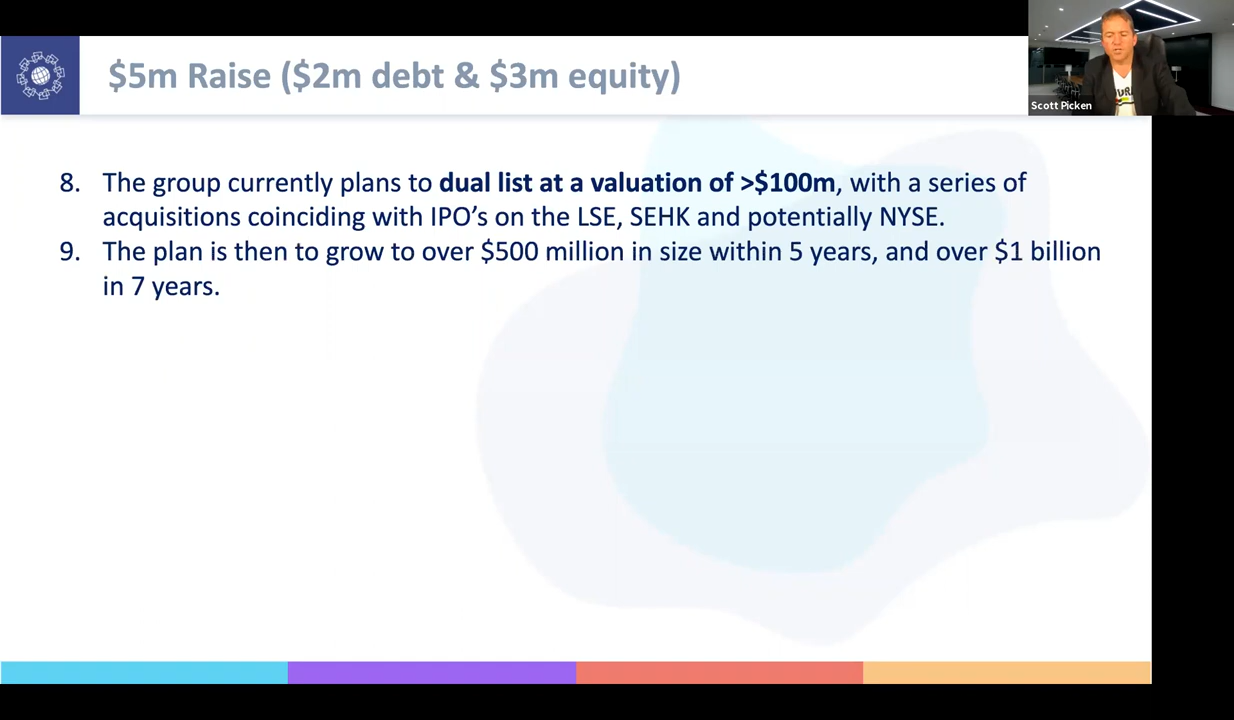 $5m Raise ($2m debt & $3m equity)
Scott Picken
8. The group currently plans to dual list at a valuation of >$100m, with a series of
acquisitions coinciding with IPO’s on the LSE, SEHK and potentially NYSE.
9. The plan is then to grow to over $500 million in size within 5 years, and over $1 billion
in 7 years.